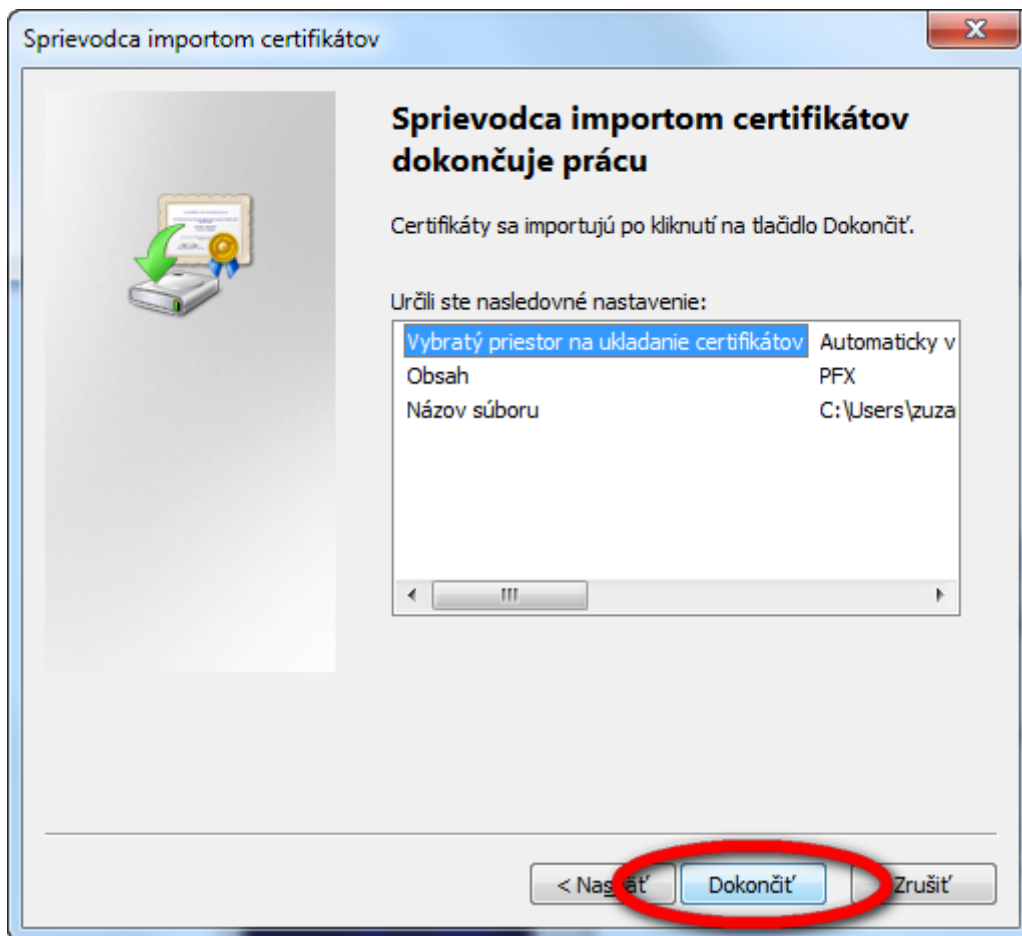 Sprievodca importom certifikátov
Sprievodca importom certifikátov
dokončuje prácu
Certifikáty sa importujú po kliknutí na tlačidlo Dokončiť.
Určili ste nasledovné nastavenie:
Vybratý priestor na ukladanie certifikátov Automaticky v
Obsah PFX
Názov súboru C:\Users\zuza
< Naspäť Dokončiť Zrušiť